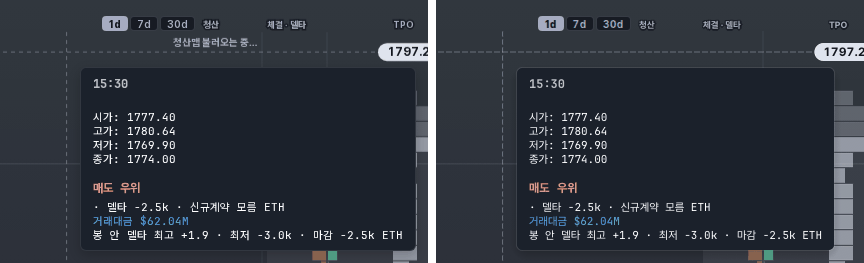 1d 7d 30d 청산 체결·델타 TPO
청산맵 불러오는 중...
1797.2
15:30
시가: 1777.40
고가: 1780.64
저가: 1769.90
종가: 1774.00
매도 우위
· 델타 -2.5k · 신규계약 모름 ETH
거래대금 $62.04M
봉 안 델타 최고 +1.9 · 최저 -3.0k · 마감 -2.5k ETH
1d 7d 30d 청산 체결·델타 TPO
1797.2
15:30
시가: 1777.40
고가: 1780.64
저가: 1769.90
종가: 1774.00
매도 우위
· 델타 -2.5k · 신규계약 모름 ETH
거래대금 $62.04M
봉 안 델타 최고 +1.9 · 최저 -3.0k · 마감 -2.5k ETH